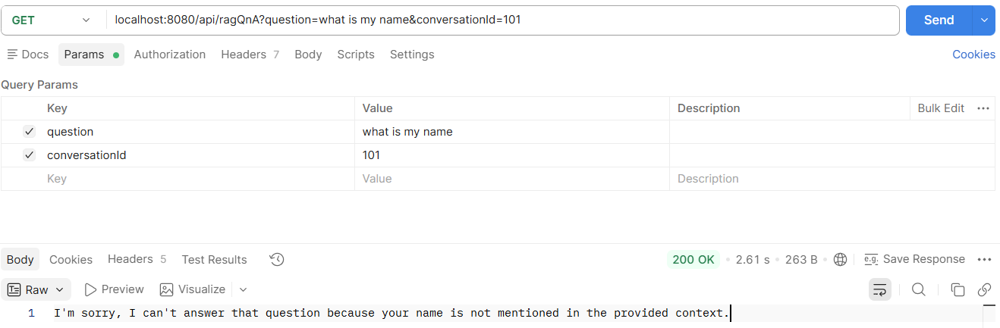 GET localhost:8080/api/ragQnA?question=what is my name&conversationId=101 Send
Docs Params Authorization Headers 7 Body Scripts Settings Cookies
Query Params
Key Value Description Bulk Edit
question what is my name
conversationId 101
Key Value Description
Body Cookies Headers 5 Test Results 200 OK 2.61 s 263 B e.g. Save Response
Raw Preview Visualize
1 I'm sorry, I can't answer that question because your name is not mentioned in the provided context.